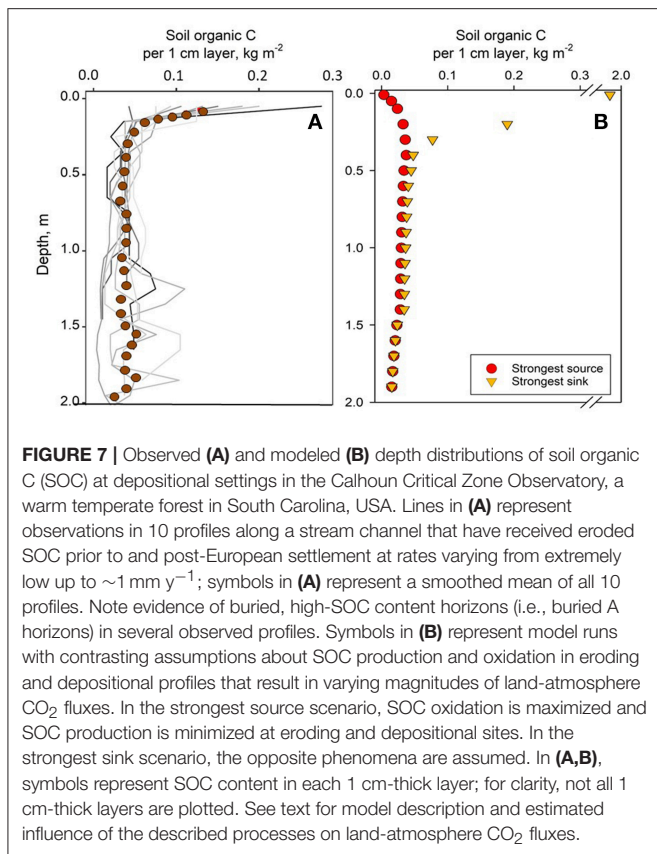 Soil organic C
per 1 cm layer, kg m-2
Soil organic C
per 1 cm layer, kg m-2
0.0 0.1 0.2 0.3
0.0 0.1 0.2 2.0
A
B
Depth, m
0.0
0.5
1.0
1.5
2.0
0.0
0.5
1.0
1.5
2.0
Strongest source
Strongest sink
FIGURE 7 | Observed (A) and modeled (B) depth distributions of soil organic
C (SOC) at depositional settings in the Calhoun Critical Zone Observatory, a
warm temperate forest in South Carolina, USA. Lines in (A) represent
observations in 10 profiles along a stream channel that have received eroded
SOC prior to and post-European settlement at rates varying from extremely
low up to ∼1 mm y−1; symbols in (A) represent a smoothed mean of all 10
profiles. Note evidence of buried, high-SOC content horizons (i.e., buried A
horizons) in several observed profiles. Symbols in (B) represent model runs
with contrasting assumptions about SOC production and oxidation in eroding
and depositional profiles that result in varying magnitudes of land-atmosphere
CO2 fluxes. In the strongest source scenario, SOC oxidation is maximized and
SOC production is minimized at eroding and depositional sites. In the
strongest sink scenario, the opposite phenomena are assumed. In (A,B),
symbols represent SOC content in each 1 cm-thick layer; for clarity, not all 1
cm-thick layers are plotted. See text for model description and estimated
influence of the described processes on land-atmosphere CO2 fluxes.